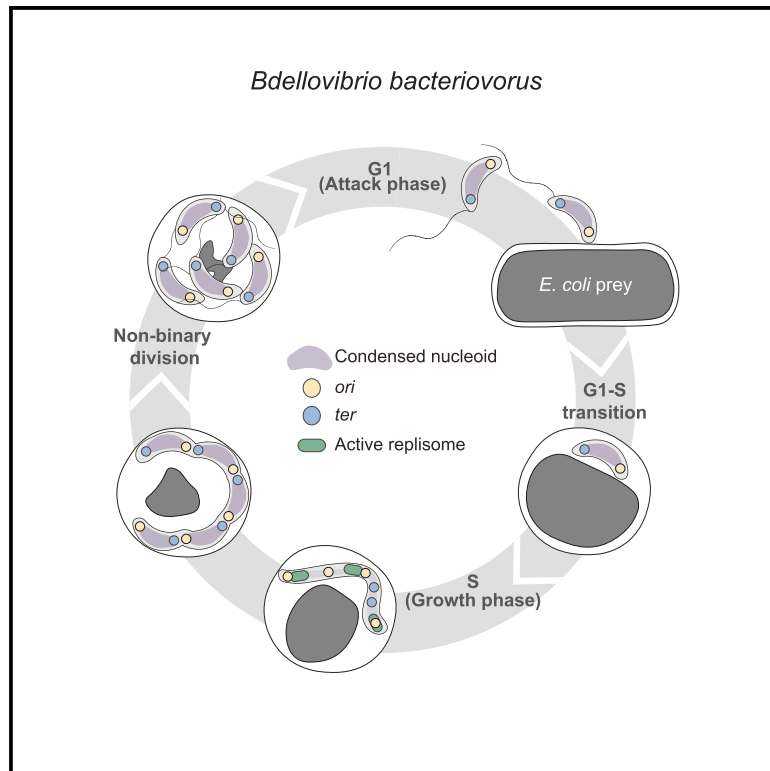 Bdellovibrio bacteriovorus
G1
(Attack phase)
E. coli prey
Non-binary
division
Condensed nucleoid
ori
ter
Active replisome
G1-S
transition
S
(Growth phase)